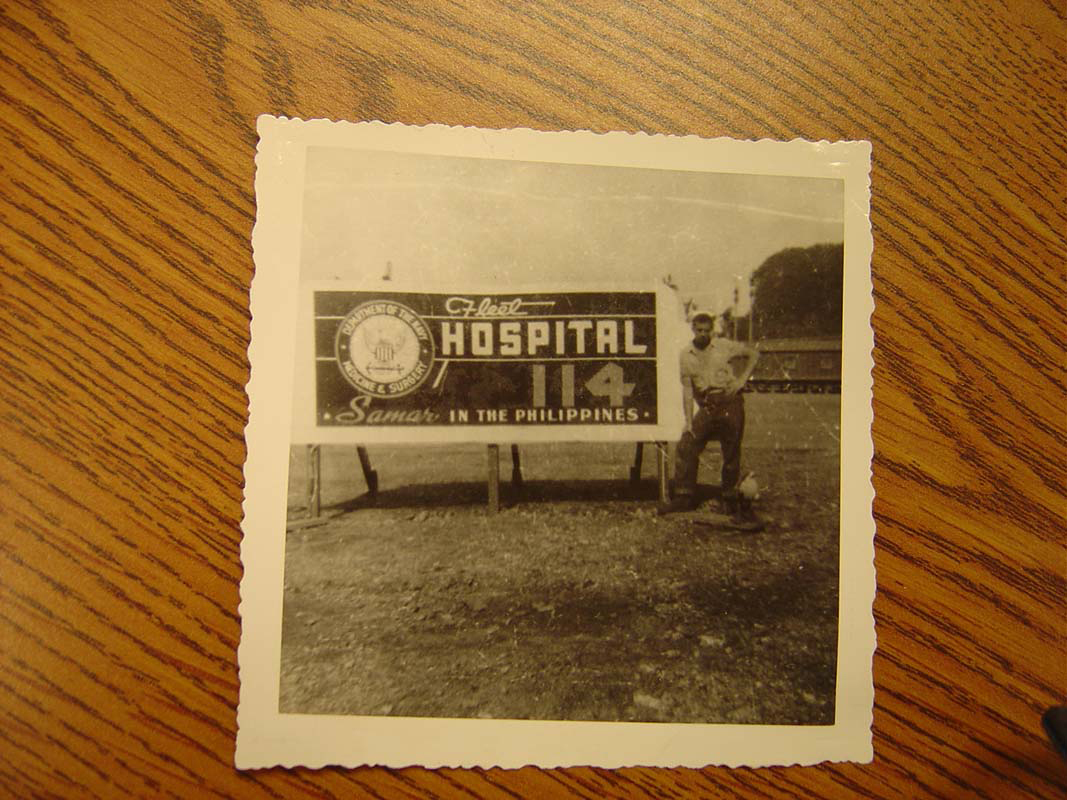 DEPARTMENT OF THE NAVY
MEDICINE & SURGERY
Fleet
HOSPITAL
114
Samar IN THE PHILIPPINES